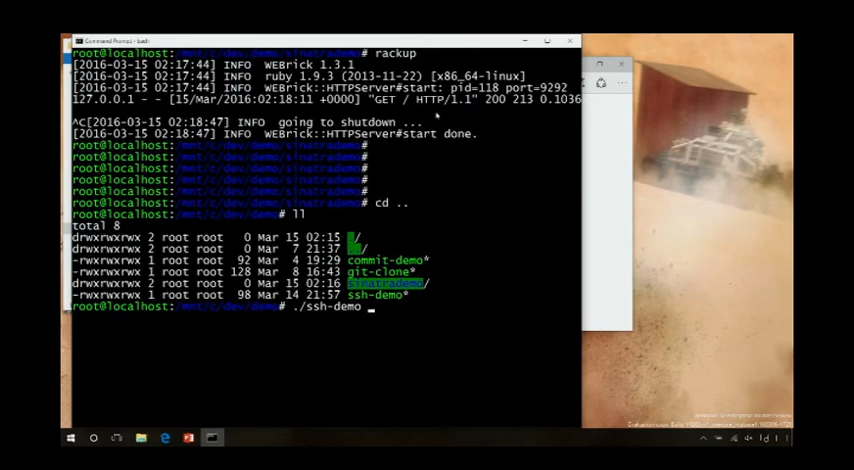 Command Prompt - bash
root@localhost:/mnt/c/dev/demo/sinatrademo# rackup
[2016-03-15 02:17:44] INFO  WEBrick 1.3.1
[2016-03-15 02:17:44] INFO  ruby 1.9.3 (2013-11-22) [x86_64-linux]
[2016-03-15 02:17:44] INFO  WEBrick::HTTPServer#start: pid=118 port=9292
127.0.0.1 - - [15/Mar/2016:02:18:11 +0000] "GET / HTTP/1.1" 200 213 0.1036
^C[2016-03-15 02:18:47] INFO  going to shutdown ...
[2016-03-15 02:18:47] INFO  WEBrick::HTTPServer#start done.
root@localhost:/mnt/c/dev/demo/sinatrademo#
root@localhost:/mnt/c/dev/demo/sinatrademo#
root@localhost:/mnt/c/dev/demo/sinatrademo#
root@localhost:/mnt/c/dev/demo/sinatrademo#
root@localhost:/mnt/c/dev/demo/sinatrademo#
root@localhost:/mnt/c/dev/demo/sinatrademo# cd ..
root@localhost:/mnt/c/dev/demo# ll
total 8
drwxrwxrwx 2 root root   0 Mar 15 02:15 ./
drwxrwxrwx 2 root root   0 Mar  7 21:37 ../
-rwxrwxrwx 1 root root  92 Mar  4 19:29 commit-demo*
-rwxrwxrwx 1 root root 128 Mar  8 16:43 git-clone*
drwxrwxrwx 2 root root   0 Mar 15 02:16 sinatrademo/
-rwxrwxrwx 1 root root  98 Mar 14 21:57 ssh-demo*
root@localhost:/mnt/c/dev/demo# ./ssh-demo _